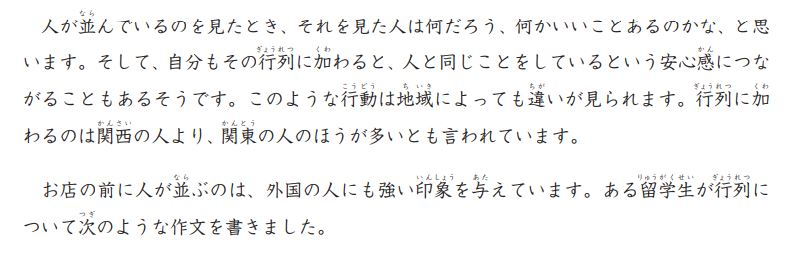 人が並んでいるのを見たとき、それを見た人は何だろう、何かいいことあるのかな、と思
います。そして、自分もその行列に加わると、人と同じことをしているという安心感につな
がることもあるそうです。このような行動は地域によっても違いが見られます。行列に加
わるのは関西の人より、関東の人のほうが多いとも言われています。
お店の前に人が並ぶのは、外国の人にも強い印象を与えています。ある留学生が行列に
ついて次のような作文を書きました。